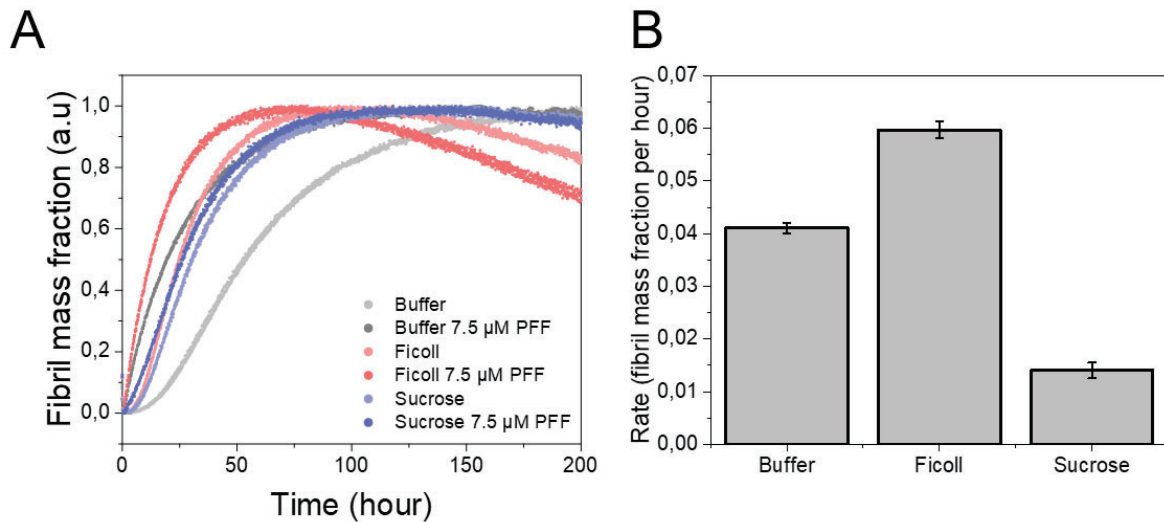 A
Fibril mass fraction (a.u)
1,0
0,8
0,6
0,4
0,2
0,0
0
50
100
150
200
Time (hour)
Buffer
Buffer 7.5 µM PFF
Ficoll
Ficoll 7.5 µM PFF
Sucrose
Sucrose 7.5 µM PFF
B
Rate (fibril mass fraction per hour)
0,07
0,06
0,05
0,04
0,03
0,02
0,01
0,00
Buffer
Ficoll
Sucrose